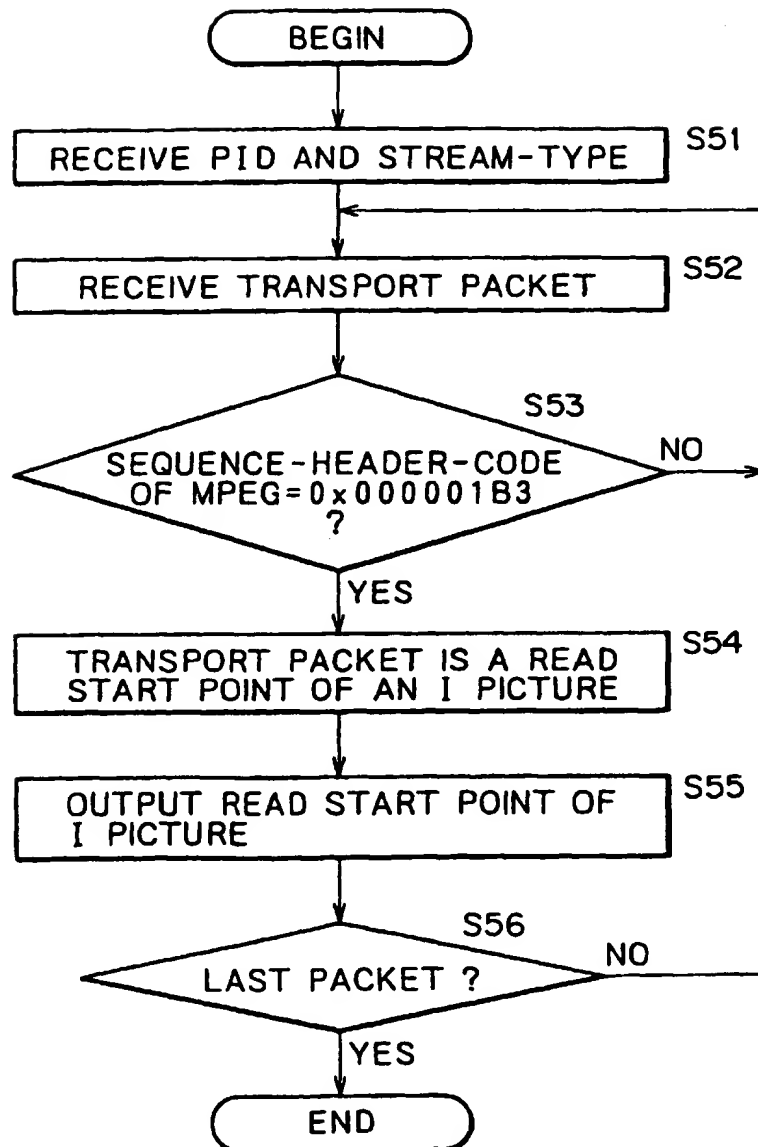 BEGIN
S51
RECEIVE PID AND STREAM-TYPE
S52
RECEIVE TRANSPORT PACKET
S53
NO
SEQUENCE-HEADER-CODE
OF MPEG=0x000001B3
?
YES
S54
TRANSPORT PACKET IS A READ
START POINT OF AN I PICTURE
S55
OUTPUT READ START POINT OF
I PICTURE
S56
NO
LAST PACKET ?
YES
END